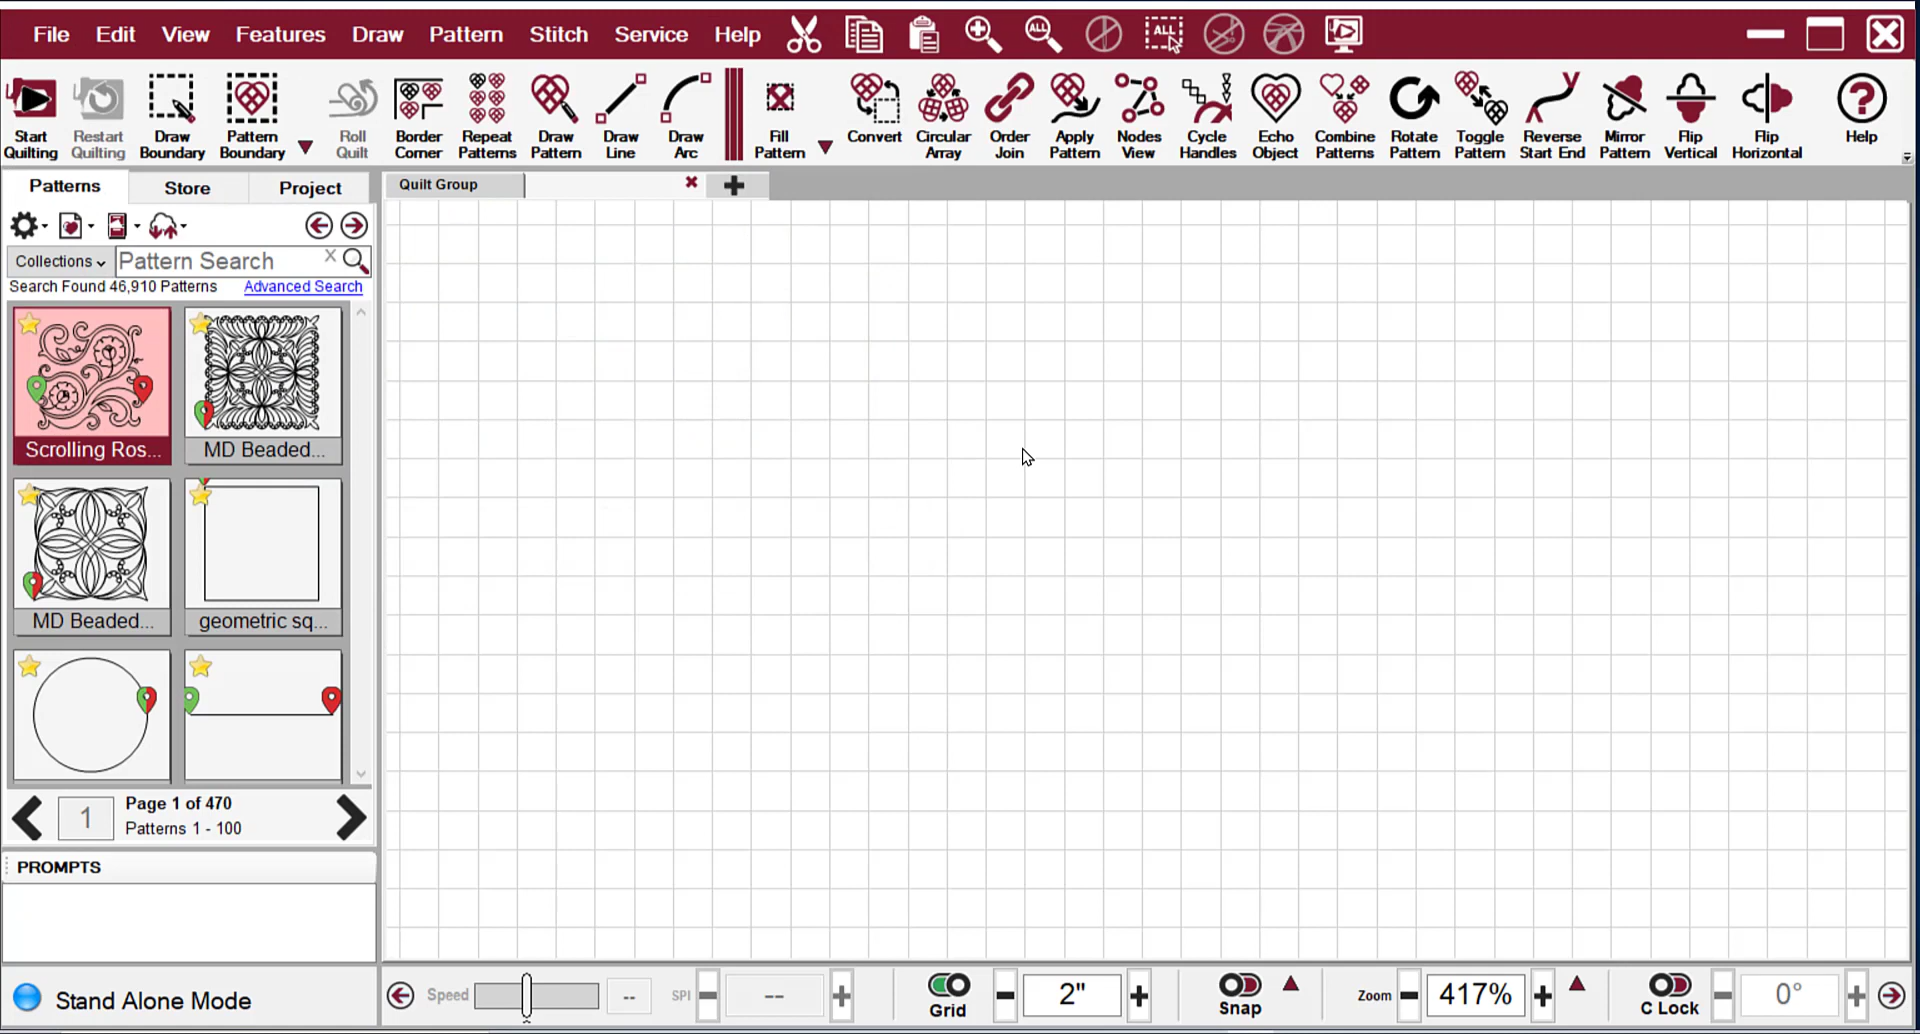 File Edit View Features Draw Pattern Stitch Service Help ALL ALL
Start Quilting
Restart Quilting
Draw Boundary
Pattern Boundary
Roll Quilt
Border Corner
Repeat Patterns
Draw Pattern
Draw Line
Draw Arc
Fill Pattern
Convert
Circular Array
Order Join
Apply Pattern
Nodes View
Cycle Handles
Echo Object
Combine Patterns
Rotate Pattern
Toggle Pattern
Reverse Start End
Mirror Pattern
Flip Vertical
Flip Horizontal
Help
Patterns Store Project
Quilt Group
Collections Pattern Search X
Search Found 46,910 Patterns Advanced Search
Scrolling Ros... MD Beaded...
MD Beaded... geometric sq...
1 Page 1 of 470
Patterns 1 - 100
PROMPTS
Stand Alone Mode
Speed -- SPI -- Grid 2" Snap Zoom 417% C Lock 0°